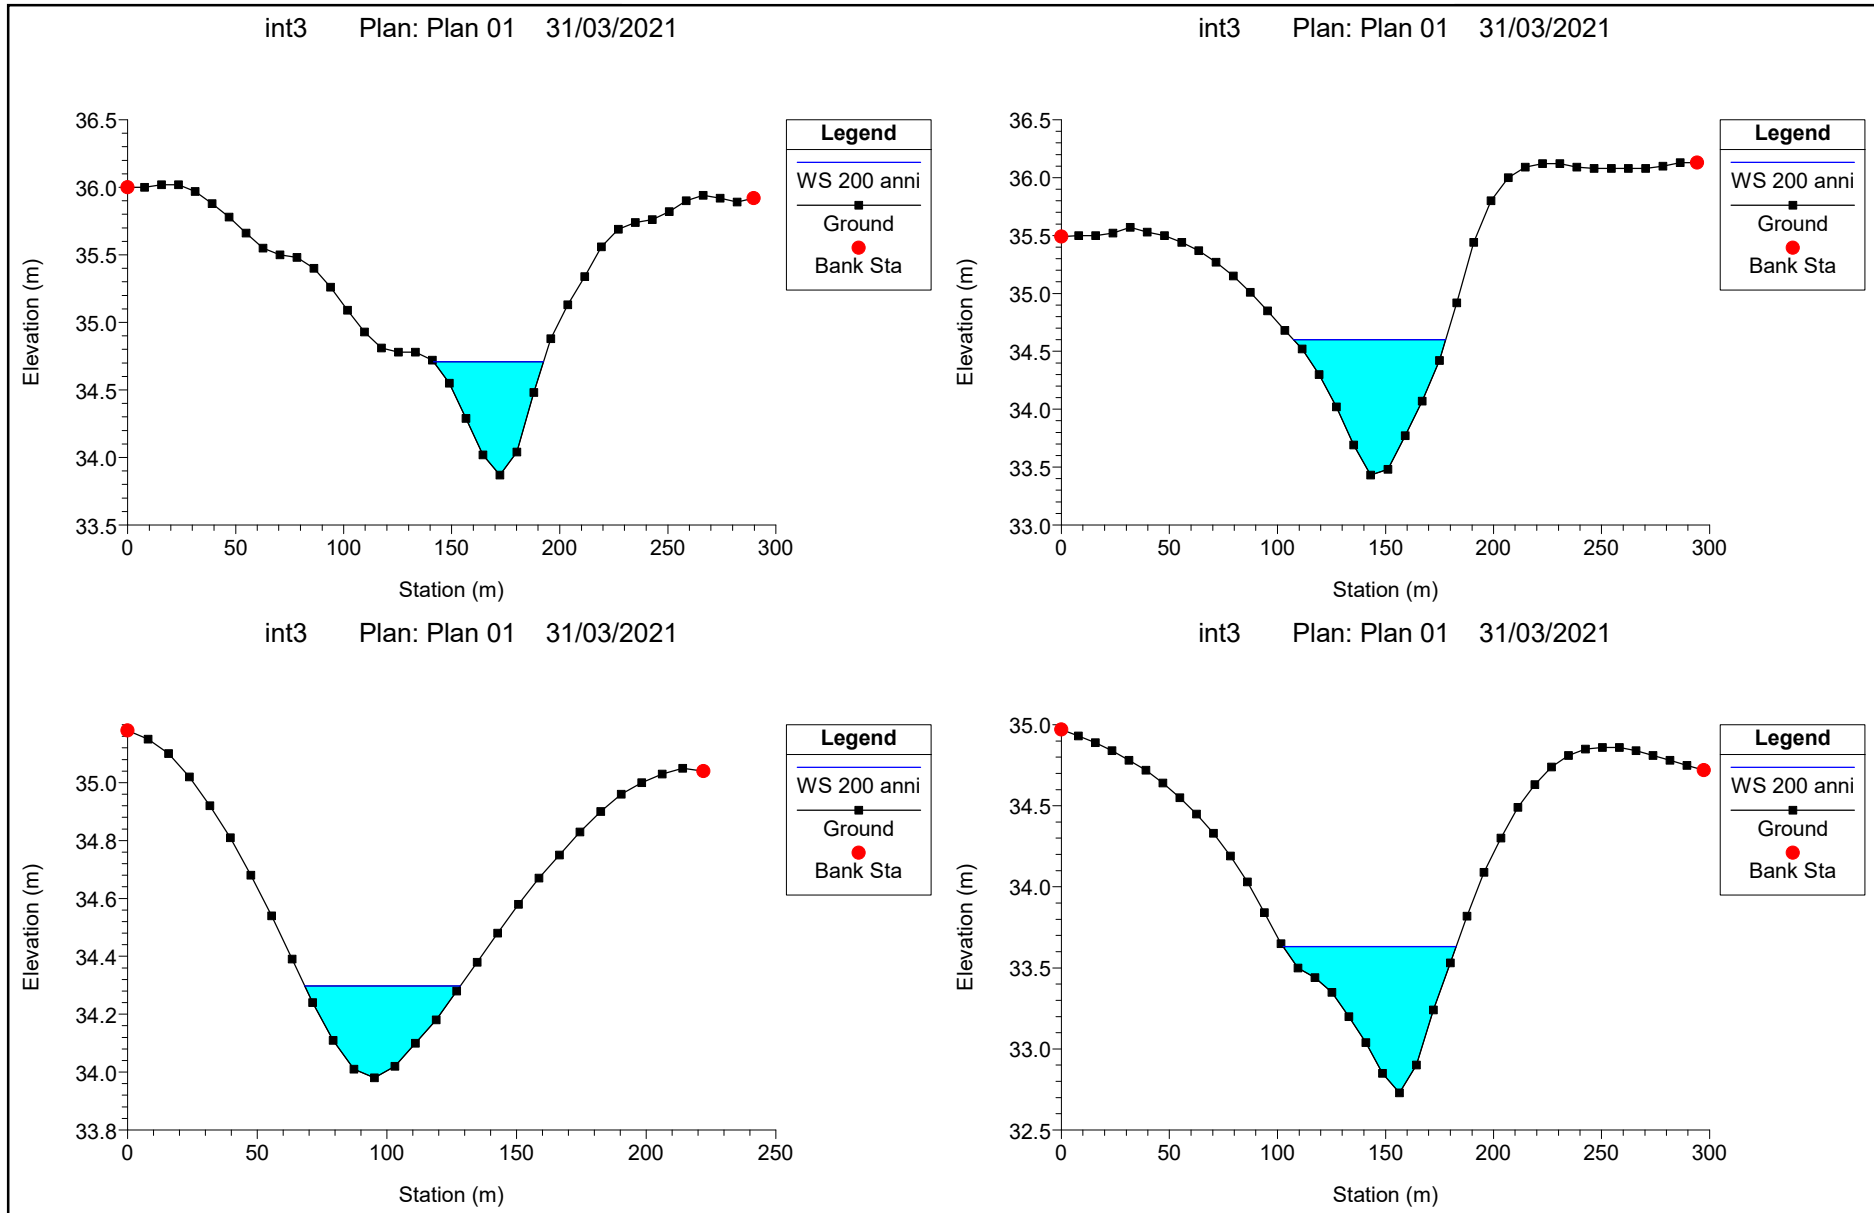 int3 Plan: Plan 01 31/03/2021
36.5
36.0
35.5
35.0
34.5
34.0
33.5
Elevation (m)
0 50 100 150 200 250 300
Station (m)
Legend
WS 200 anni
Ground
Bank Sta
int3 Plan: Plan 01 31/03/2021
36.5
36.0
35.5
35.0
34.5
34.0
33.5
33.0
Elevation (m)
0 50 100 150 200 250 300
Station (m)
Legend
WS 200 anni
Ground
Bank Sta
int3 Plan: Plan 01 31/03/2021
35.0
34.8
34.6
34.4
34.2
34.0
33.8
Elevation (m)
0 50 100 150 200 250
Station (m)
Legend
WS 200 anni
Ground
Bank Sta
int3 Plan: Plan 01 31/03/2021
35.0
34.5
34.0
33.5
33.0
32.5
Elevation (m)
0 50 100 150 200 250 300
Station (m)
Legend
WS 200 anni
Ground
Bank Sta